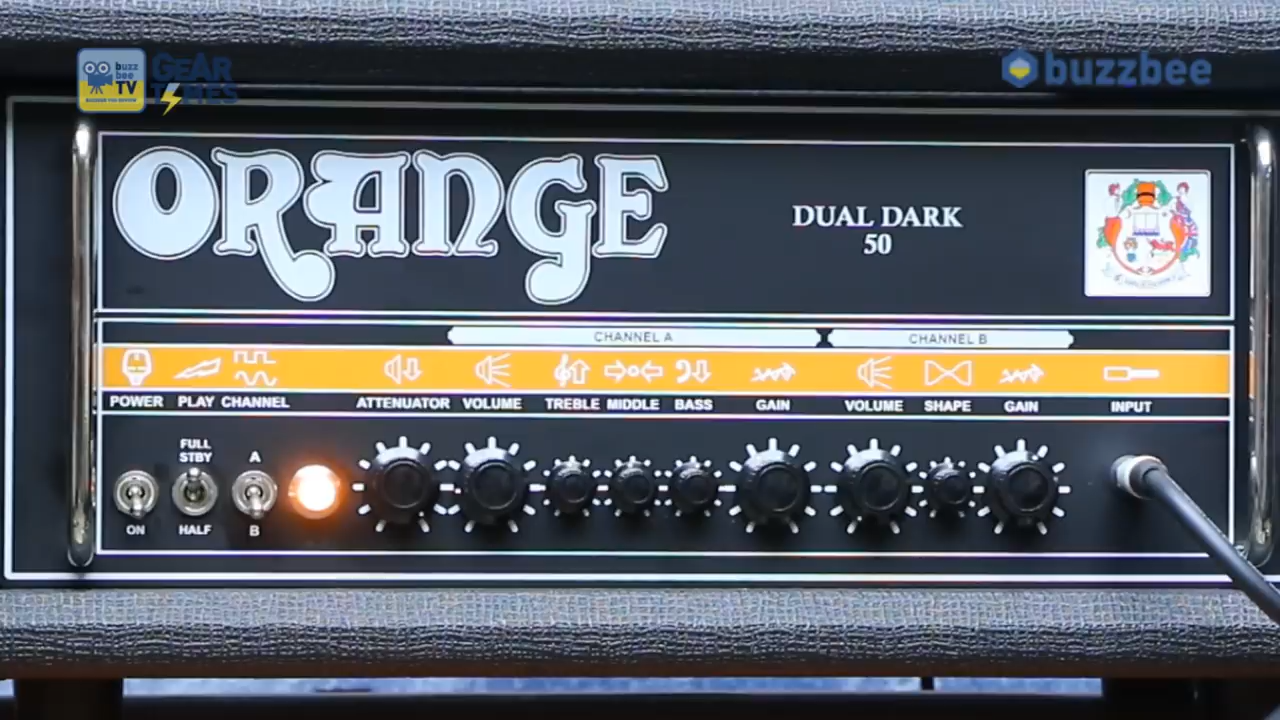 buzz
bee
TV
GEAR
TIMES
buzzbee
ORANGE
DUAL DARK
50
CHANNEL A
CHANNEL B
POWER PLAY CHANNEL ATTENUATOR VOLUME TREBLE MIDDLE BASS GAIN VOLUME SHAPE GAIN INPUT
FULL
STBY
A
ON
HALF
B